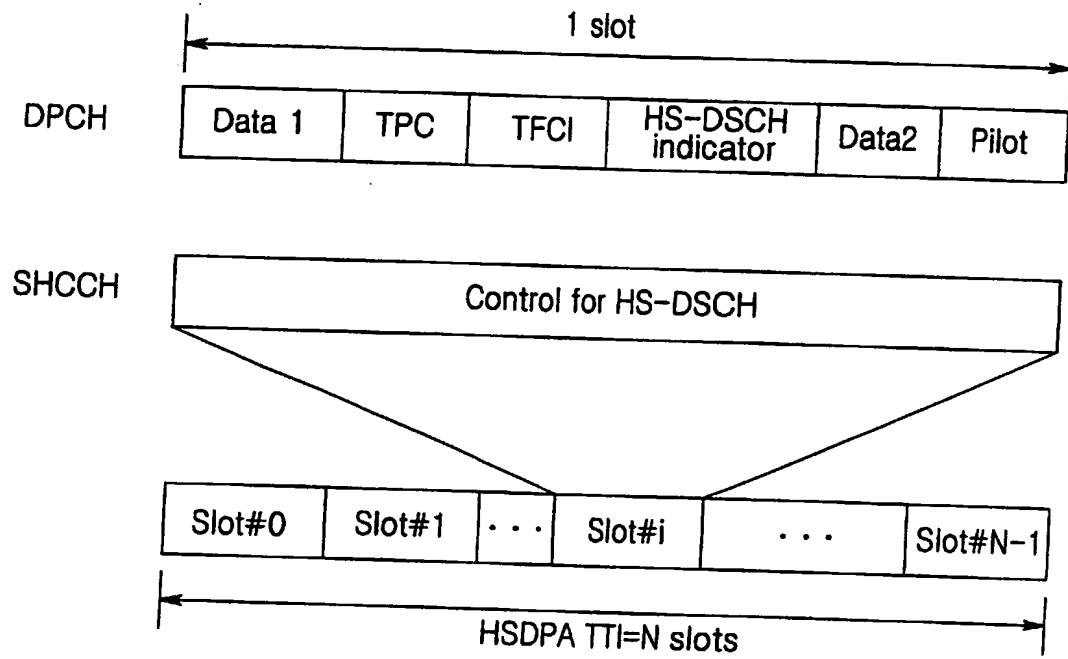 1 slot
DPCH
Data 1 TPC TFCI HS-DSCH indicator Data2 Pilot
SHCCH
Control for HS-DSCH
Slot#0 Slot#1 ··· Slot#i ··· Slot#N-1
HSDPA TTI=N slots